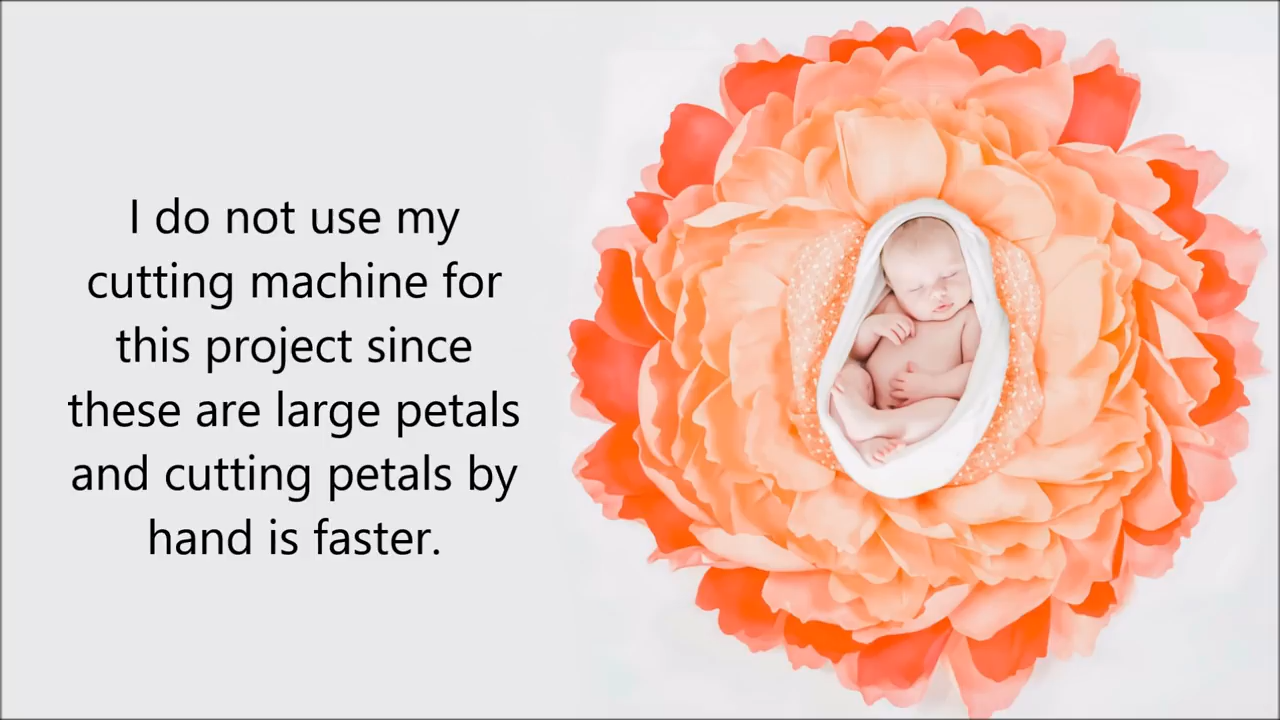 I do not use my
cutting machine for
this project since
these are large petals
and cutting petals by
hand is faster.